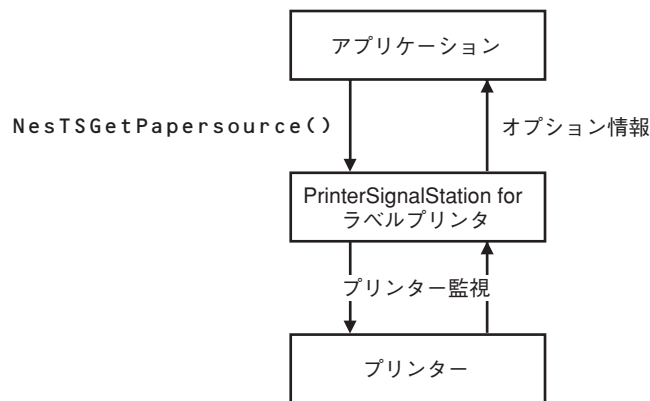 アプリケーション
NesTSGetPapersource()
オプション情報
PrinterSignalStation for
ラベルプリンタ
プリンター監視
プリンター